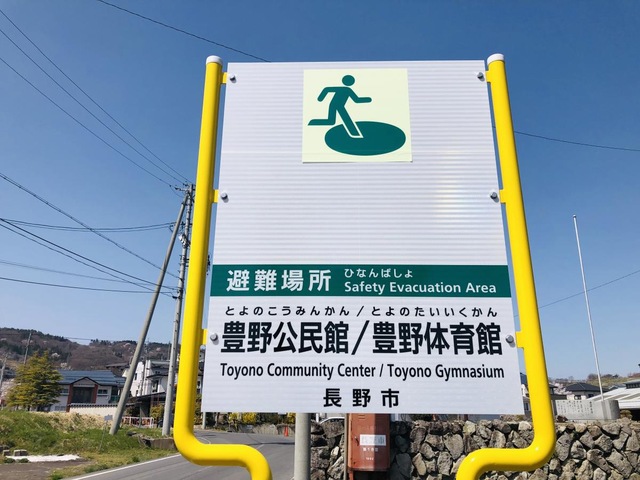 避難場所
ひなんばしょ
Safety Evacuation Area
とよのこうみんかん / とよのたいいくかん
豊野公民館/豊野体育館
Toyono Community Center / Toyono Gymnasium
長野市